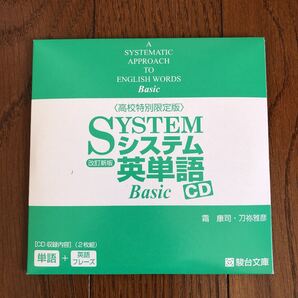 A
SYSTEMATIC
APPROACH
TO
ENGLISH WORDS
Basic
〈高校特別限定版〉
SYSTEM
システム
改訂新版
英単語
Basic CD
霜 康司・刀祢雅彦
[CD収録内容] (2枚組)
単語 + 英語フレーズ
駿台文庫